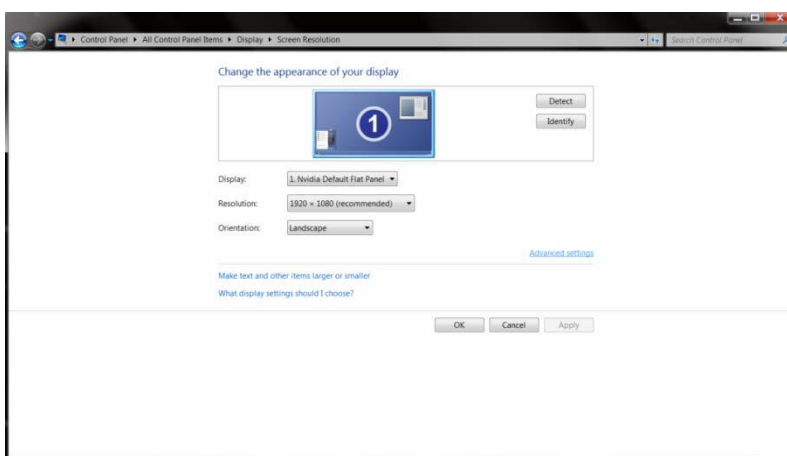 Control Panel ▸ All Control Panel Items ▸ Display ▸ Screen Resolution
Search Control Panel
Change the appearance of your display
1
Detect
Identify
Display: 1. Nvidia Default Flat Panel
Resolution: 1920 × 1080 (recommended)
Orientation: Landscape
Advanced settings
Make text and other items larger or smaller
What display settings should I choose?
OK Cancel Apply